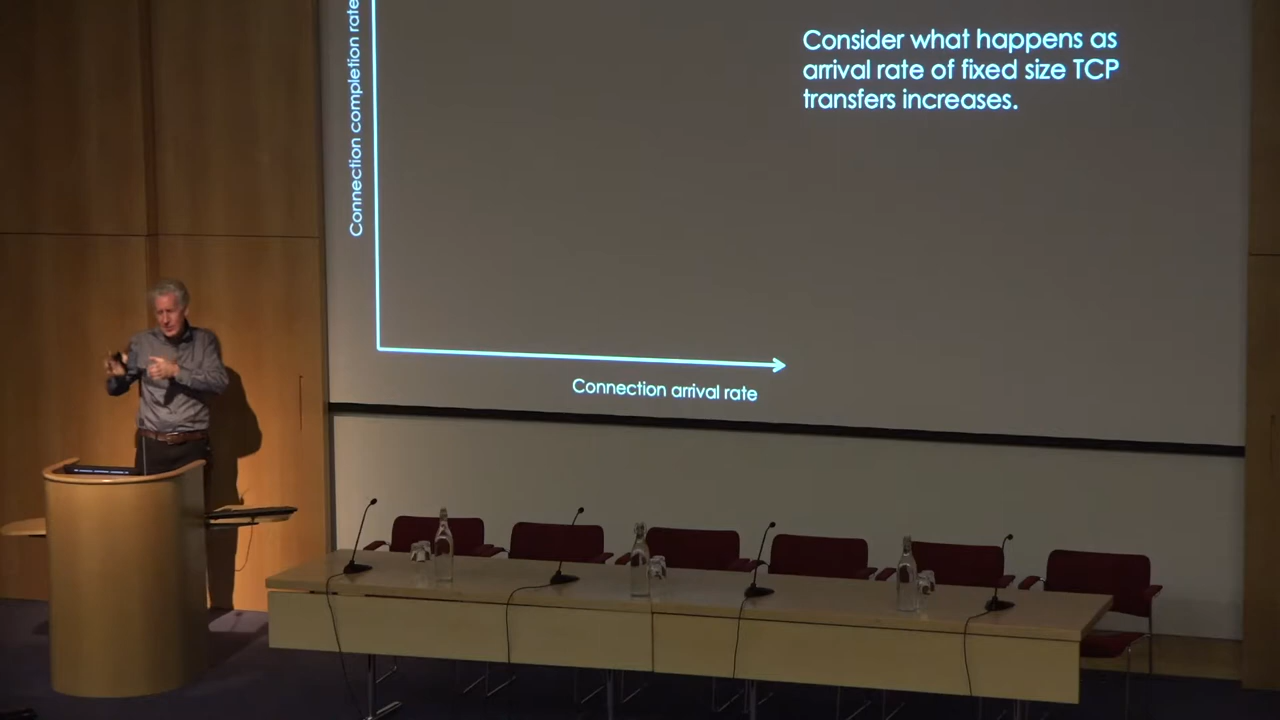 Connection completion rate
Consider what happens as
arrival rate of fixed size TCP
transfers increases.
Connection arrival rate